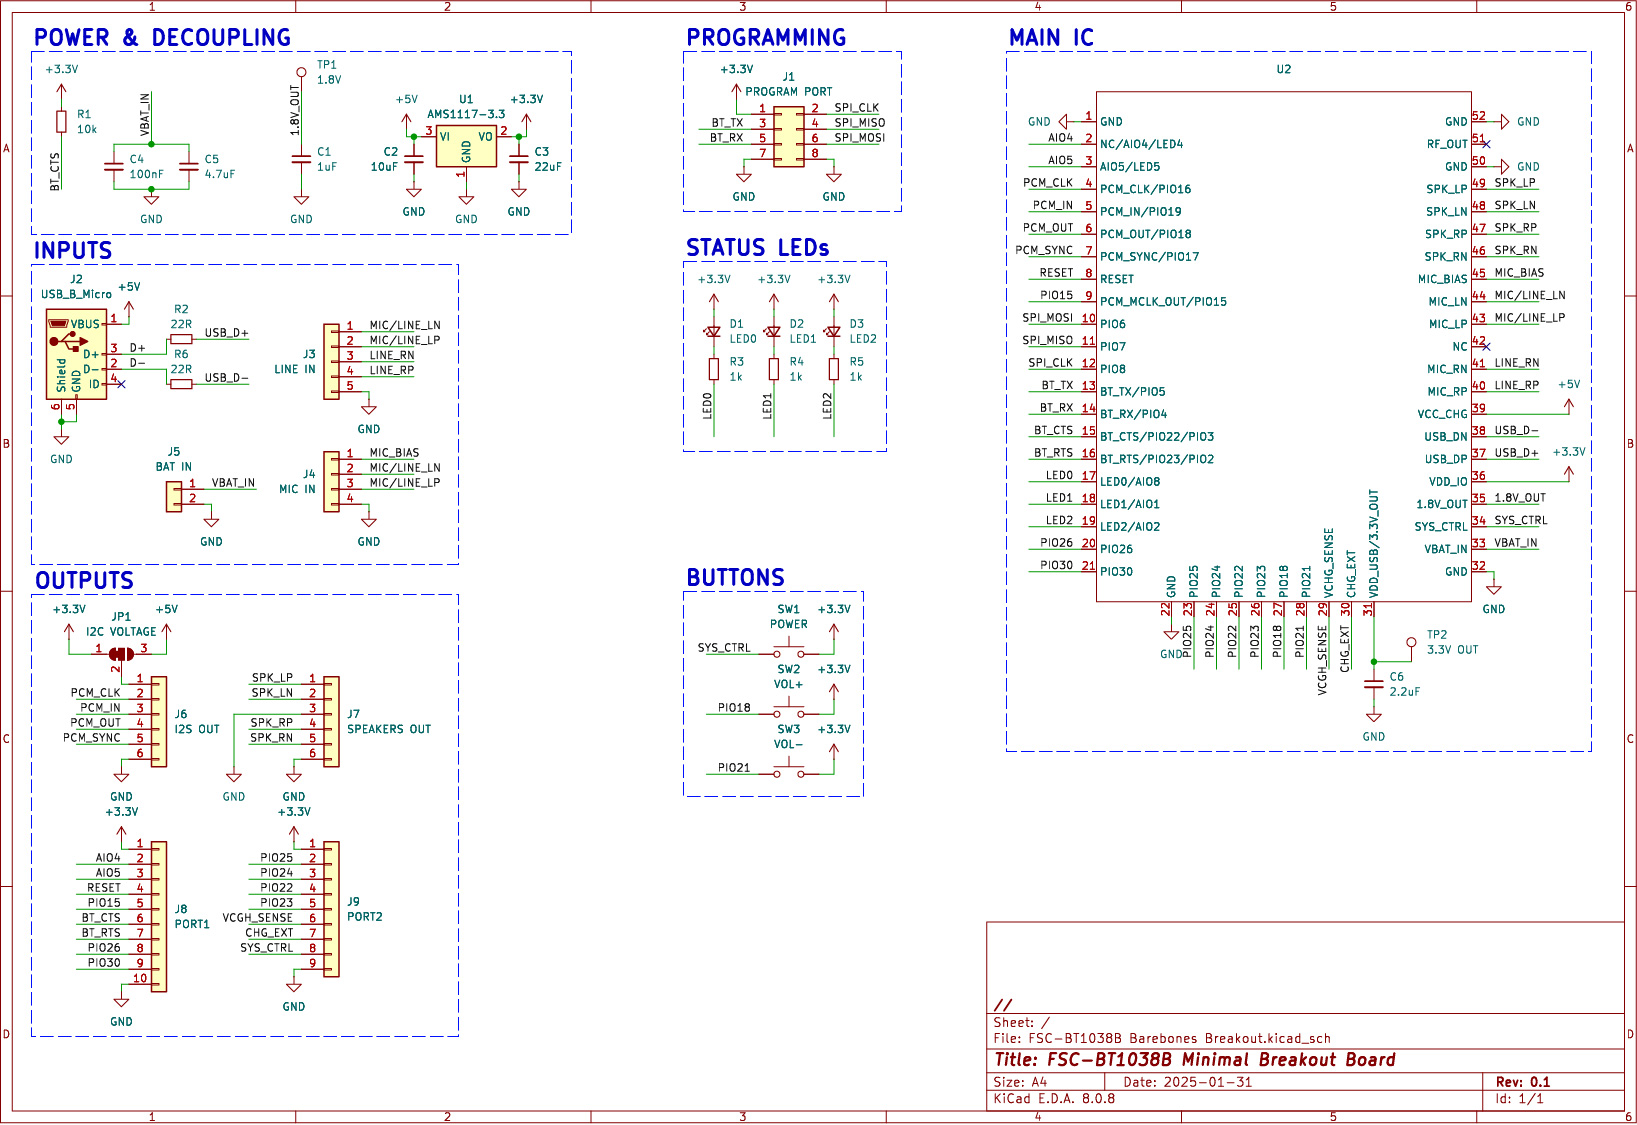 1 2 3 4 5 6
A
B
C
D
POWER & DECOUPLING
+3.3V
R1
10k
BT_CTS
VBAT_IN
C4
100nF
C5
4.7uF
GND
TP1
1.8V
1.8V_OUT
C1
1uF
GND
+5V
U1
AMS1117-3.3
+3.3V
3 VI VO 2
GND
1
C2
10uF
C3
22uF
GND
GND
GND
INPUTS
J2
USB_B_Micro
+5V
VBUS 1
D+ 3 D+
D- 2 D-
ID 4
Shield
GND
6
5
GND
R2
22R
USB_D+
R6
22R
USB_D-
J3
LINE IN
1 MIC/LINE_LN
2 MIC/LINE_LP
3 LINE_RN
4 LINE_RP
5
GND
J5
BAT IN
1 VBAT_IN
2
GND
J4
MIC IN
1 MIC_BIAS
2 MIC/LINE_LN
3 MIC/LINE_LP
4
GND
OUTPUTS
+3.3V
JP1
I2C VOLTAGE
+5V
1 3
2
1
PCM_CLK 2
PCM_IN 3
PCM_OUT 4
PCM_SYNC 5
6
J6
I2S OUT
GND
SPK_LP 1
SPK_LN 2
3
SPK_RP 4
SPK_RN 5
6
J7
SPEAKERS OUT
GND
GND
+3.3V
1
AIO4 2
AIO5 3
RESET 4
PIO15 5
BT_CTS 6
BT_RTS 7
PIO26 8
PIO30 9
10
J8
PORT1
GND
+3.3V
1
PIO25 2
PIO24 3
PIO22 4
PIO23 5
VCGH_SENSE 6
CHG_EXT 7
SYS_CTRL 8
9
J9
PORT2
GND
PROGRAMMING
+3.3V
J1
PROGRAM PORT
1 2 SPI_CLK
BT_TX 3 4 SPI_MISO
BT_RX 5 6 SPI_MOSI
7 8
GND
GND
STATUS LEDs
+3.3V +3.3V +3.3V
D1
LED0
D2
LED1
D3
LED2
R3
1k
R4
1k
R5
1k
LED0
LED1
LED2
BUTTONS
SW1
POWER
+3.3V
SYS_CTRL
SW2
VOL+
+3.3V
PIO18
SW3
VOL-
+3.3V
PIO21
MAIN IC
U2
GND 1 GND
AIO4 2 NC/AIO4/LED4
AIO5 3 AIO5/LED5
PCM_CLK 4 PCM_CLK/PIO16
PCM_IN 5 PCM_IN/PIO19
PCM_OUT 6 PCM_OUT/PIO18
PCM_SYNC 7 PCM_SYNC/PIO17
RESET 8 RESET
PIO15 9 PCM_MCLK_OUT/PIO15
SPI_MOSI 10 PIO6
SPI_MISO 11 PIO7
SPI_CLK 12 PIO8
BT_TX 13 BT_TX/PIO5
BT_RX 14 BT_RX/PIO4
BT_CTS 15 BT_CTS/PIO22/PIO3
BT_RTS 16 BT_RTS/PIO23/PIO2
LED0 17 LED0/AIO8
LED1 18 LED1/AIO1
LED2 19 LED2/AIO2
PIO26 20 PIO26
PIO30 21 PIO30
GND 22 GND
PIO25 23 PIO25
PIO24 24 PIO24
PIO22 25 PIO22
PIO23 26 PIO23
PIO18 27 PIO18
PIO21 28 PIO21
VCHG_SENSE 29 VCGH_SENSE
CHG_EXT 30 CHG_EXT
VDD_USB/3.3V_OUT 31
GND 52 GND
RF_OUT 51
GND 50 GND
SPK_LP 49 SPK_LP
SPK_LN 48 SPK_LN
SPK_RP 47 SPK_RP
SPK_RN 46 SPK_RN
MIC_BIAS 45 MIC_BIAS
MIC_LN 44 MIC/LINE_LN
MIC_LP 43 MIC/LINE_LP
NC 42
MIC_RN 41 LINE_RN
MIC_RP 40 LINE_RP
VCC_CHG 39 +5V
USB_DN 38 USB_D-
USB_DP 37 USB_D+
VDD_IO 36 +3.3V
1.8V_OUT 35 1.8V_OUT
SYS_CTRL 34 SYS_CTRL
VBAT_IN 33 VBAT_IN
GND 32
GND
TP2
3.3V OUT
C6
2.2uF
GND
//
Sheet: /
File: FSC-BT1038B Barebones Breakout.kicad_sch
Title: FSC-BT1038B Minimal Breakout Board
Size: A4 Date: 2025-01-31 Rev: 0.1
KiCad E.D.A. 8.0.8 Id: 1/1
A
B
C
D
1 2 3 4 5 6